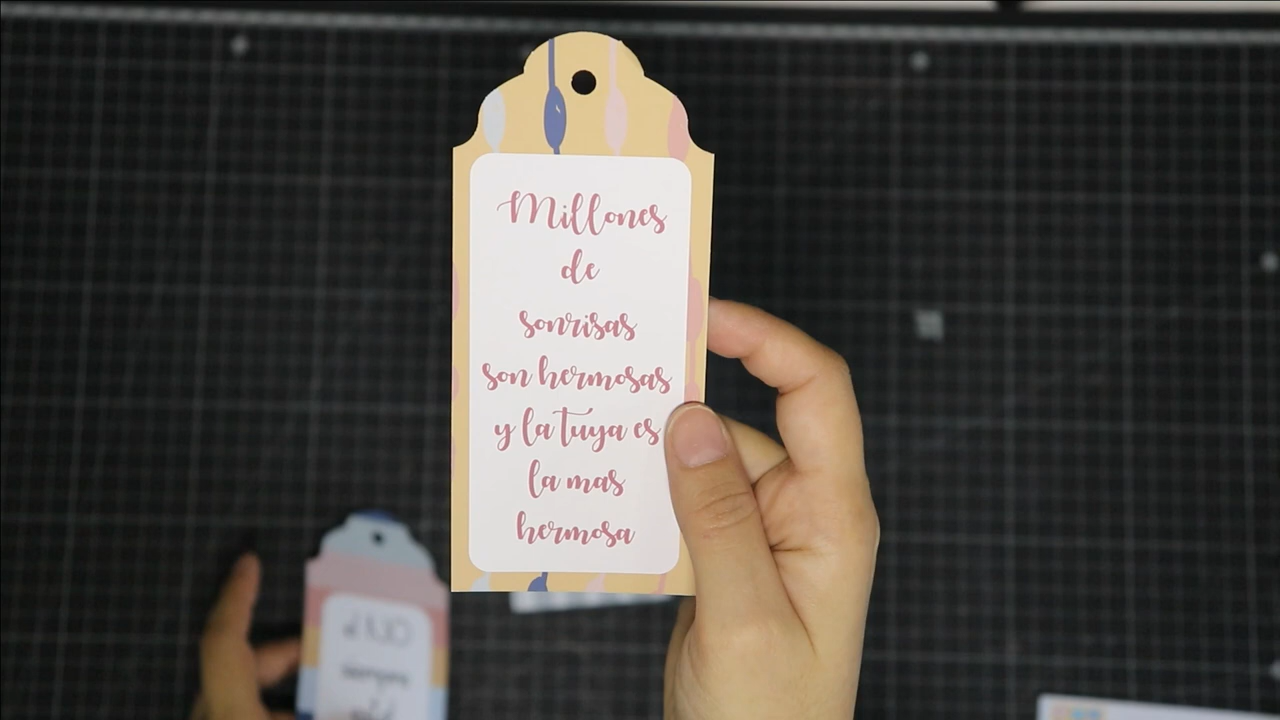 Millones
de
sonrisas
son hermosas
y la tuya es
la mas
hermosa